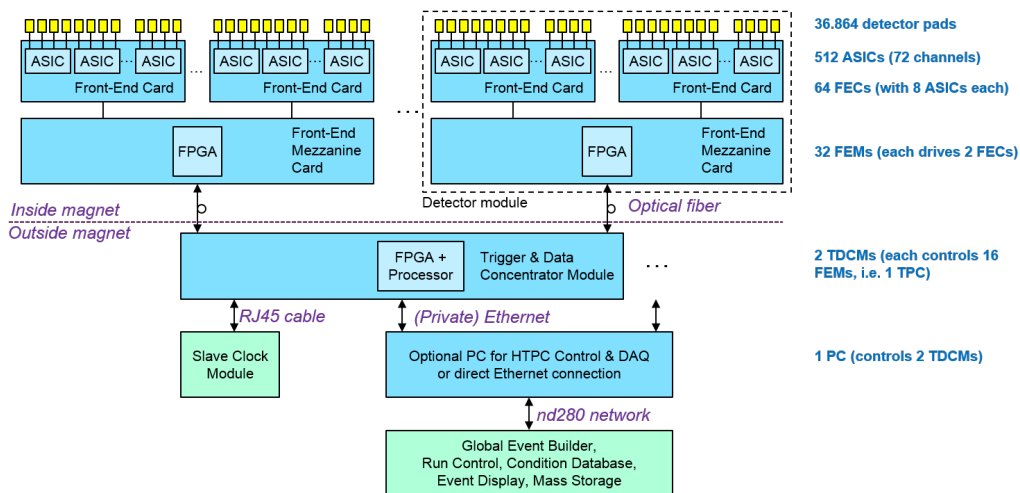 36.864 detector pads
ASIC ASIC ··· ASIC ... ASIC ASIC ··· ASIC ASIC ASIC ··· ASIC ... ASIC ASIC ··· ASIC
512 ASICs (72 channels)
Front-End Card Front-End Card Front-End Card Front-End Card
64 FECs (with 8 ASICs each)
...
FPGA
Front-End
Mezzanine
Card
FPGA
Front-End
Mezzanine
Card
32 FEMs (each drives 2 FECs)
Detector module
Inside magnet
Optical fiber
Outside magnet
FPGA +
Processor
Trigger & Data
Concentrator Module
...
2 TDCMs (each controls 16
FEMs, i.e. 1 TPC)
RJ45 cable
(Private) Ethernet
Slave Clock
Module
Optional PC for HTPC Control & DAQ
or direct Ethernet connection
1 PC (controls 2 TDCMs)
nd280 network
Global Event Builder,
Run Control, Condition Database,
Event Display, Mass Storage